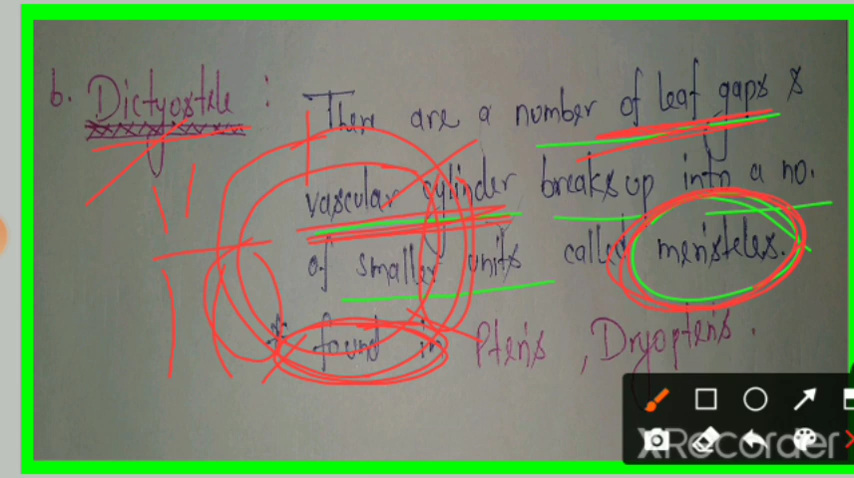 b. Dictyostele : There are a number of leaf gaps &
vascular cylinder breaks up into a no.
of smaller units called meristeles.
* found in Pteris , Dryopteris .
XRecorder